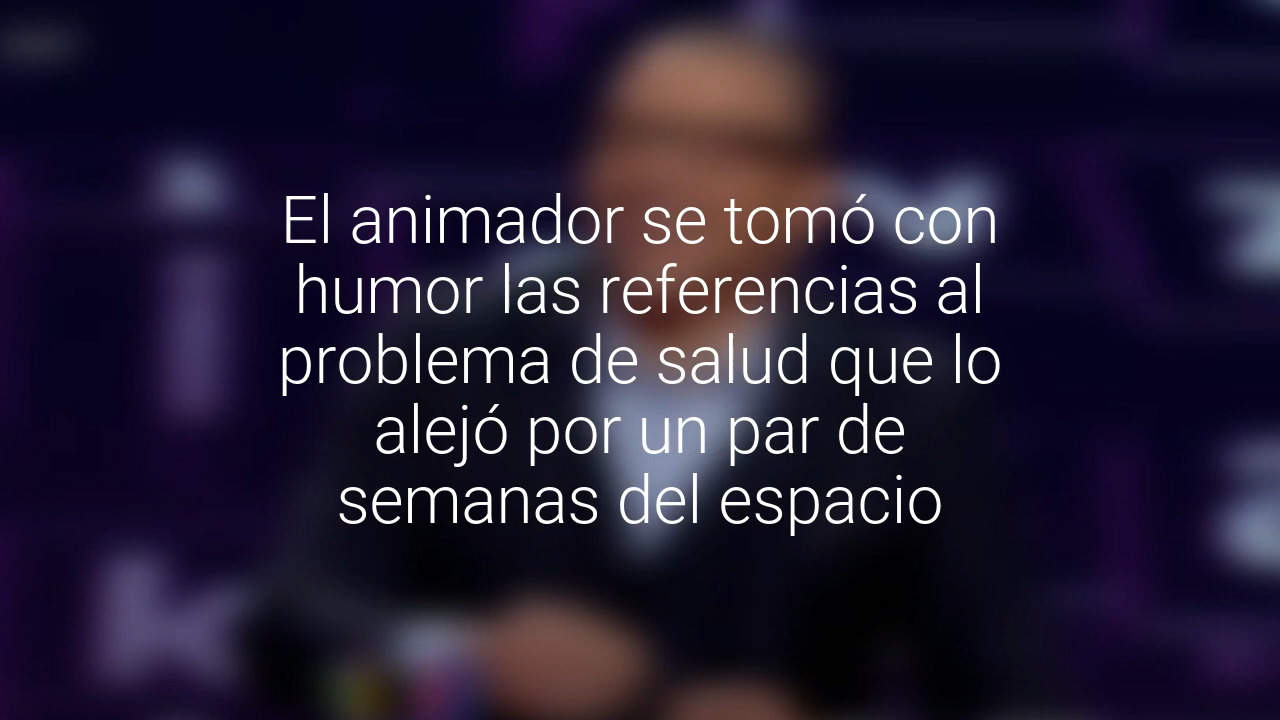 El animador se tomó con
humor las referencias al
problema de salud que lo
alejó por un par de
semanas del espacio